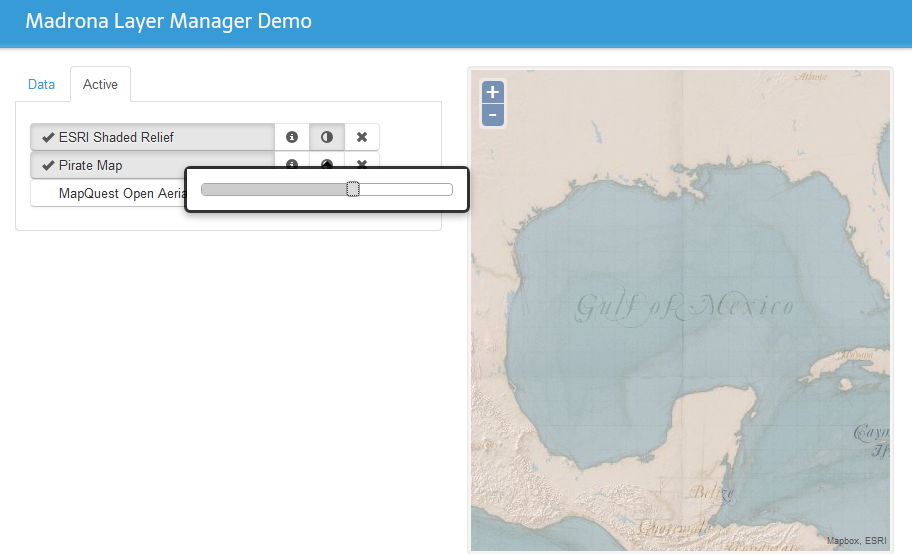 Madrona Layer Manager Demo
Data
Active
ESRI Shaded Relief
Pirate Map
MapQuest Open Aeria
+
-
Gulf of Mexico
Belize
Guatemala
Mapbox, ESRI